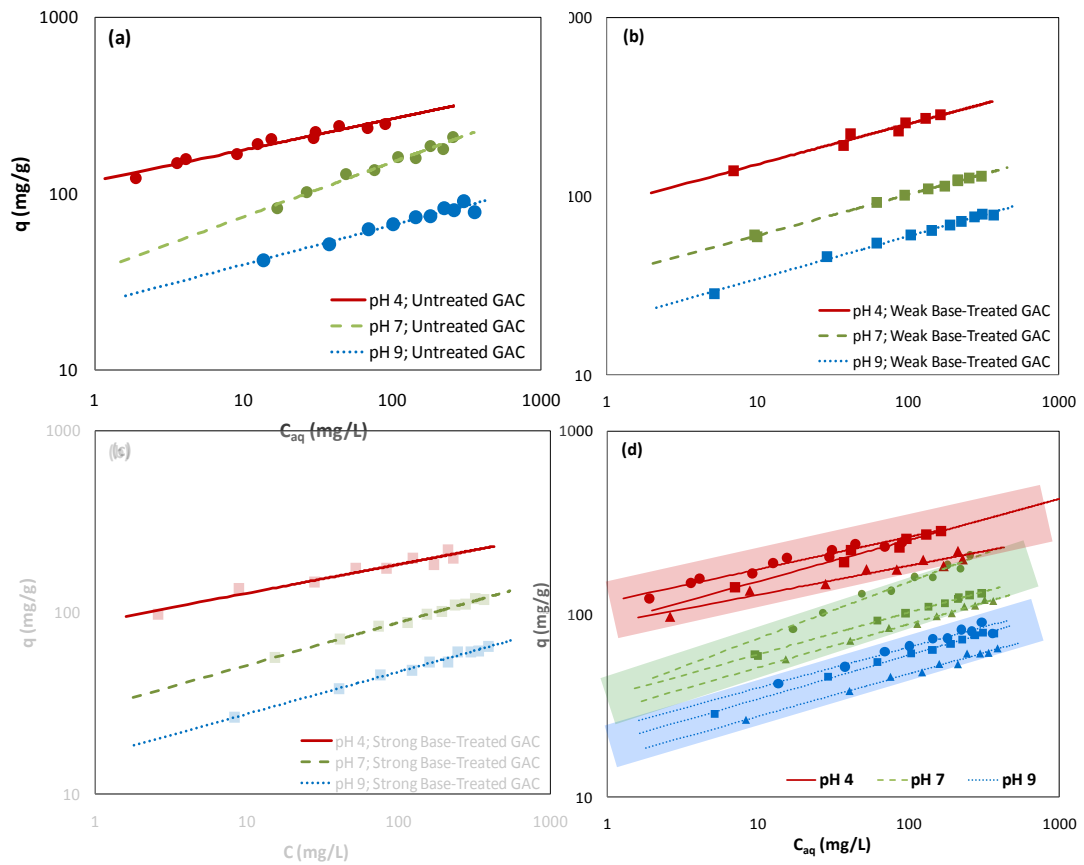 1000
(a)
100
10
q (mg/g)
pH 4; Untreated GAC
pH 7; Untreated GAC
pH 9; Untreated GAC
1 10 100 1000
C_aq (mg/L)
000
(b)
100
10
pH 4; Weak Base-Treated GAC
pH 7; Weak Base-Treated GAC
pH 9; Weak Base-Treated GAC
1 10 100 1000
1000
(c)
100
10
q (mg/g)
pH 4; Strong Base-Treated GAC
pH 7; Strong Base-Treated GAC
pH 9; Strong Base-Treated GAC
1 10 100 1000
C (mg/L)
1000
(d)
100
10
q (mg/g)
pH 4 pH 7 pH 9
1 10 100 1000
C_aq (mg/L)